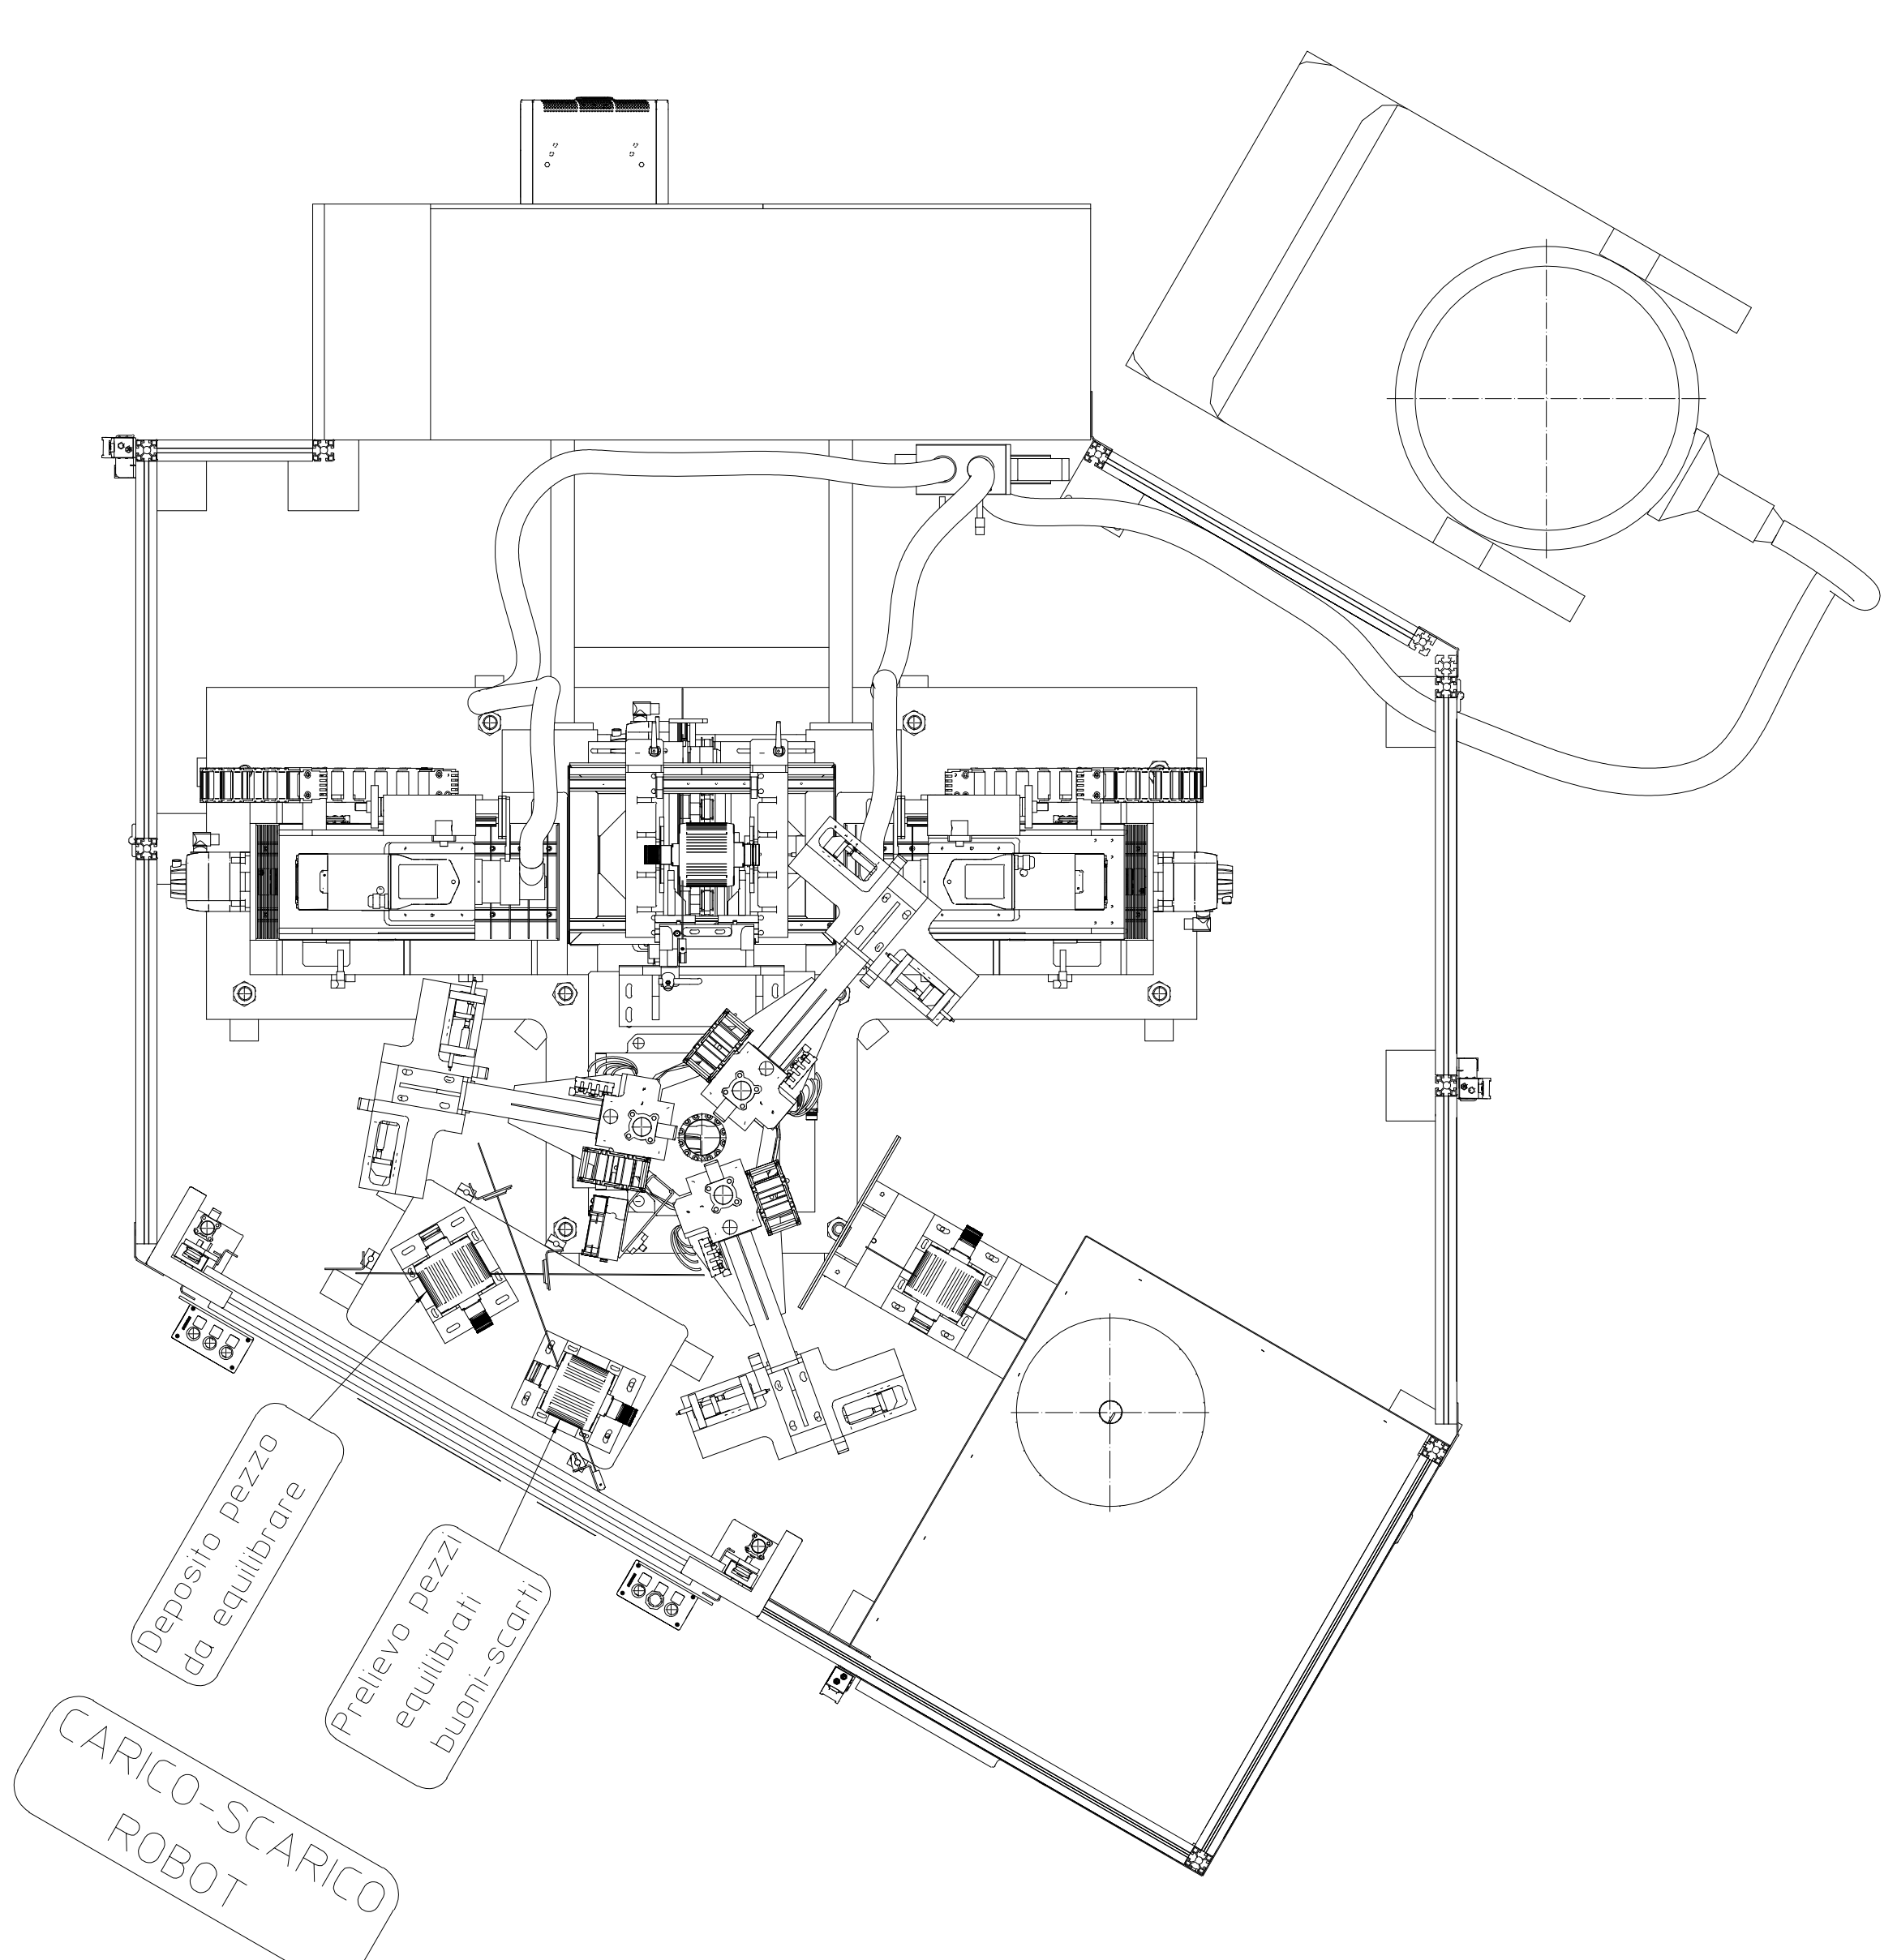 Deposito pezzo
da equilibrare
Prelievo pezzi
equilibrati
buoni-scarti
CARICO-SCARICO
ROBOT